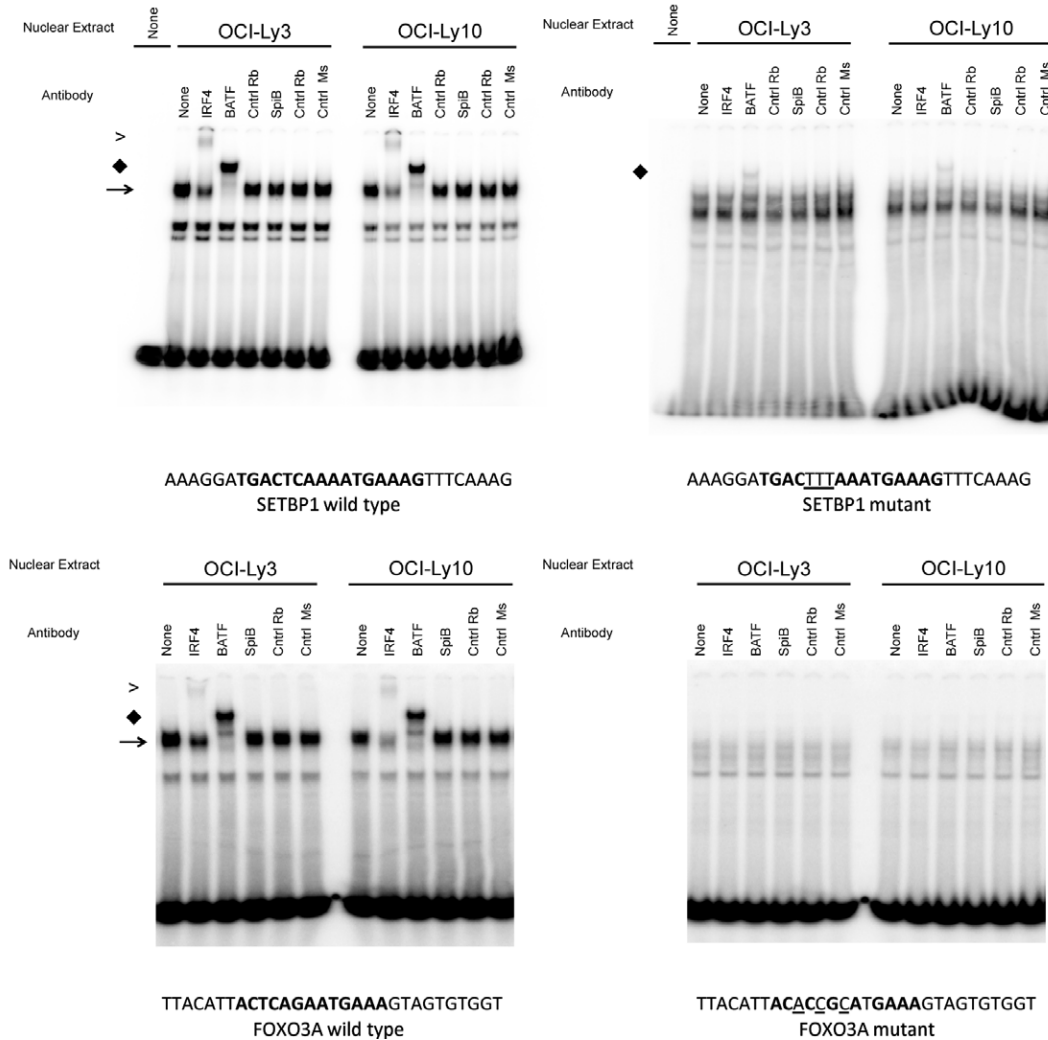 Nuclear Extract None OCI-Ly3 OCI-Ly10
Antibody None IRF4 BATF Cntrl Rb SpiB Cntrl Rb Cntrl Ms None IRF4 BATF Cntrl Rb SpiB Cntrl Rb Cntrl Ms
>
AAAGGATGACTCAAAATGAAAGTTTCAAAG
SETBP1 wild type
Nuclear Extract None OCI-Ly3 OCI-Ly10
Antibody None IRF4 BATF Cntrl Rb SpiB Cntrl Rb Cntrl Ms None IRF4 BATF Cntrl Rb SpiB Cntrl Rb Cntrl Ms
AAAGGATGACTTTAAATGAAAGTTTCAAAG
SETBP1 mutant
Nuclear Extract OCI-Ly3 OCI-Ly10
Antibody None IRF4 BATF SpiB Cntrl Rb Cntrl Ms None IRF4 BATF SpiB Cntrl Rb Cntrl Ms
>
TTACATTACTCAGAATGAAAGTAGTGTGGT
FOXO3A wild type
Nuclear Extract OCI-Ly3 OCI-Ly10
Antibody None IRF4 BATF SpiB Cntrl Rb Cntrl Ms None IRF4 BATF SpiB Cntrl Rb Cntrl Ms
TTACATTACACCGCATGAAAGTAGTGTGGT
FOXO3A mutant